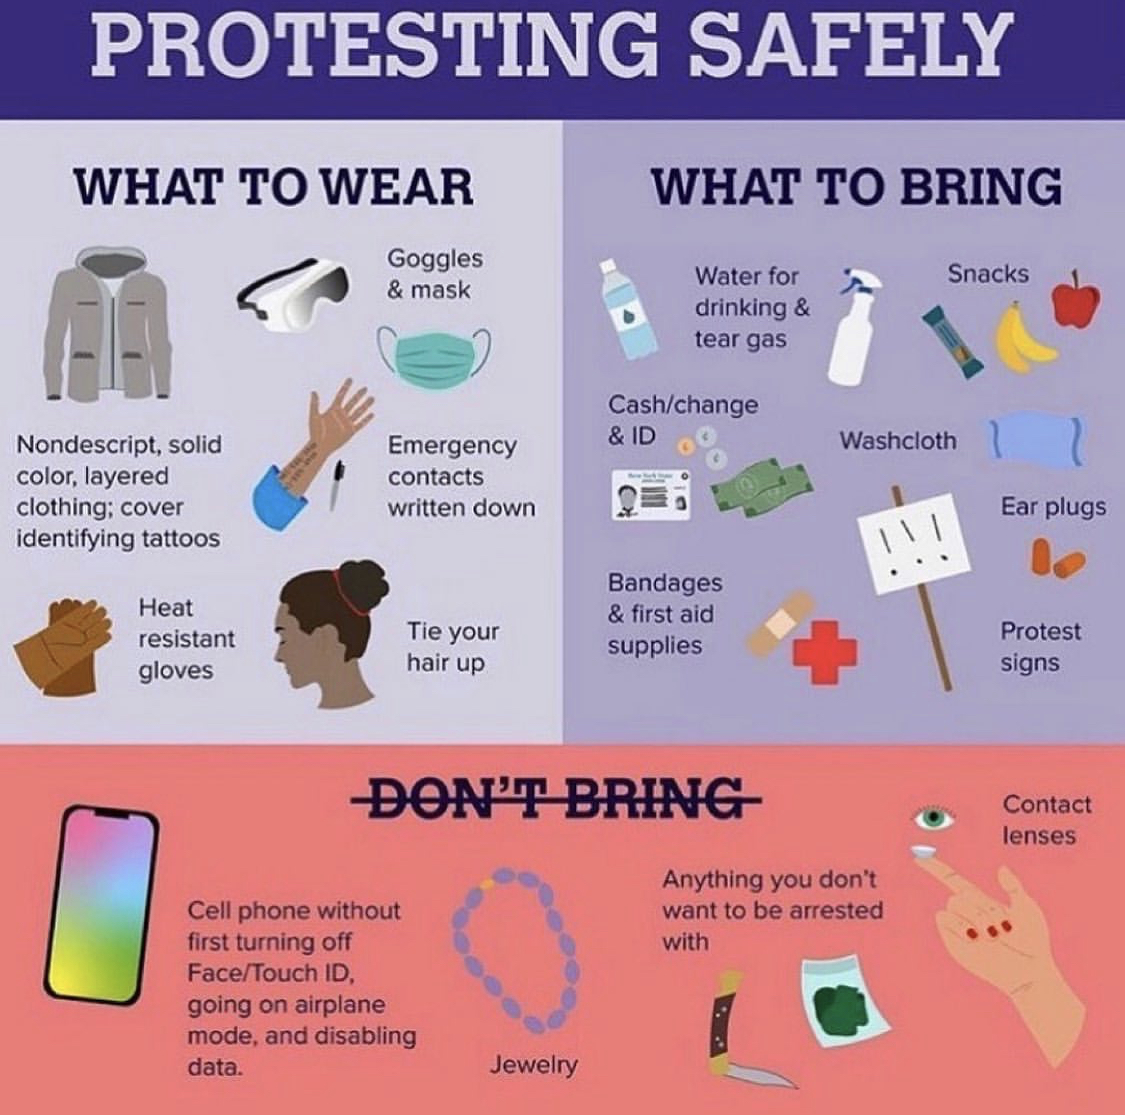 PROTESTING SAFELY
WHAT TO WEAR
Goggles
& mask
Nondescript, solid
color, layered
clothing; cover
identifying tattoos
Emergency
contacts
written down
Heat
resistant
gloves
Tie your
hair up
WHAT TO BRING
Water for
drinking &
tear gas
Snacks
Cash/change
& ID
Washcloth
Ear plugs
Bandages
& first aid
supplies
! ! !
Protest
signs
DON'T BRING
Cell phone without
first turning off
Face/Touch ID,
going on airplane
mode, and disabling
data.
Jewelry
Anything you don't
want to be arrested
with
Contact
lenses